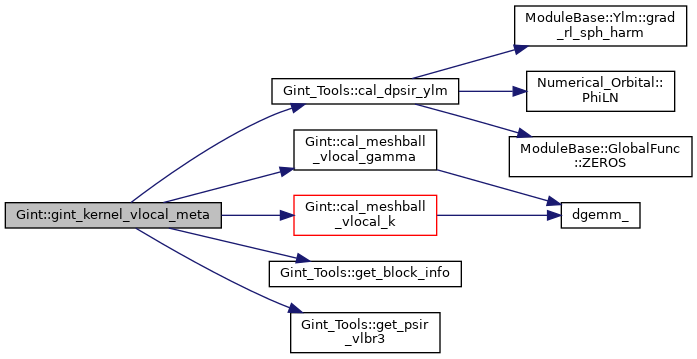 Gint::gint_kernel_vlocal_meta
Gint_Tools::cal_dpsir_ylm
ModuleBase::Ylm::grad
_rl_sph_harm
Numerical_Orbital::
PhiLN
ModuleBase::GlobalFunc
::ZEROS
Gint::cal_meshball
_vlocal_gamma
dgemm_
Gint::cal_meshball
_vlocal_k
Gint_Tools::get_block_info
Gint_Tools::get_psir
_vlbr3